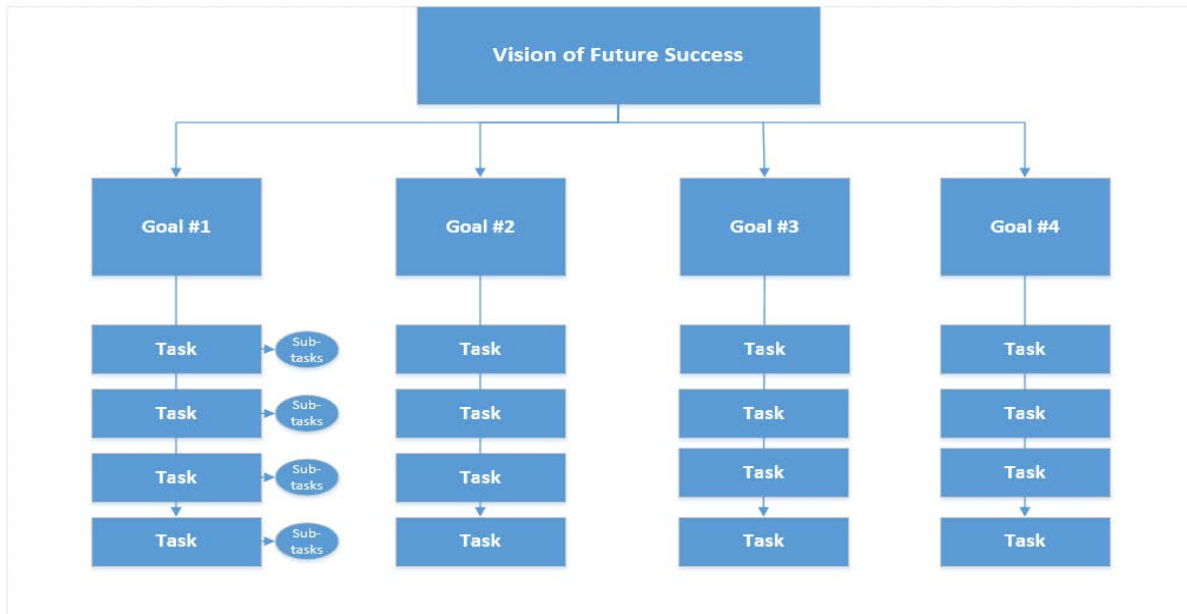 Vision of Future Success
Goal #1
Goal #2
Goal #3
Goal #4
Task
Sub-
tasks
Task
Task
Task
Task
Sub-
tasks
Task
Task
Task
Task
Sub-
tasks
Task
Task
Task
Task
Sub-
tasks
Task
Task
Task